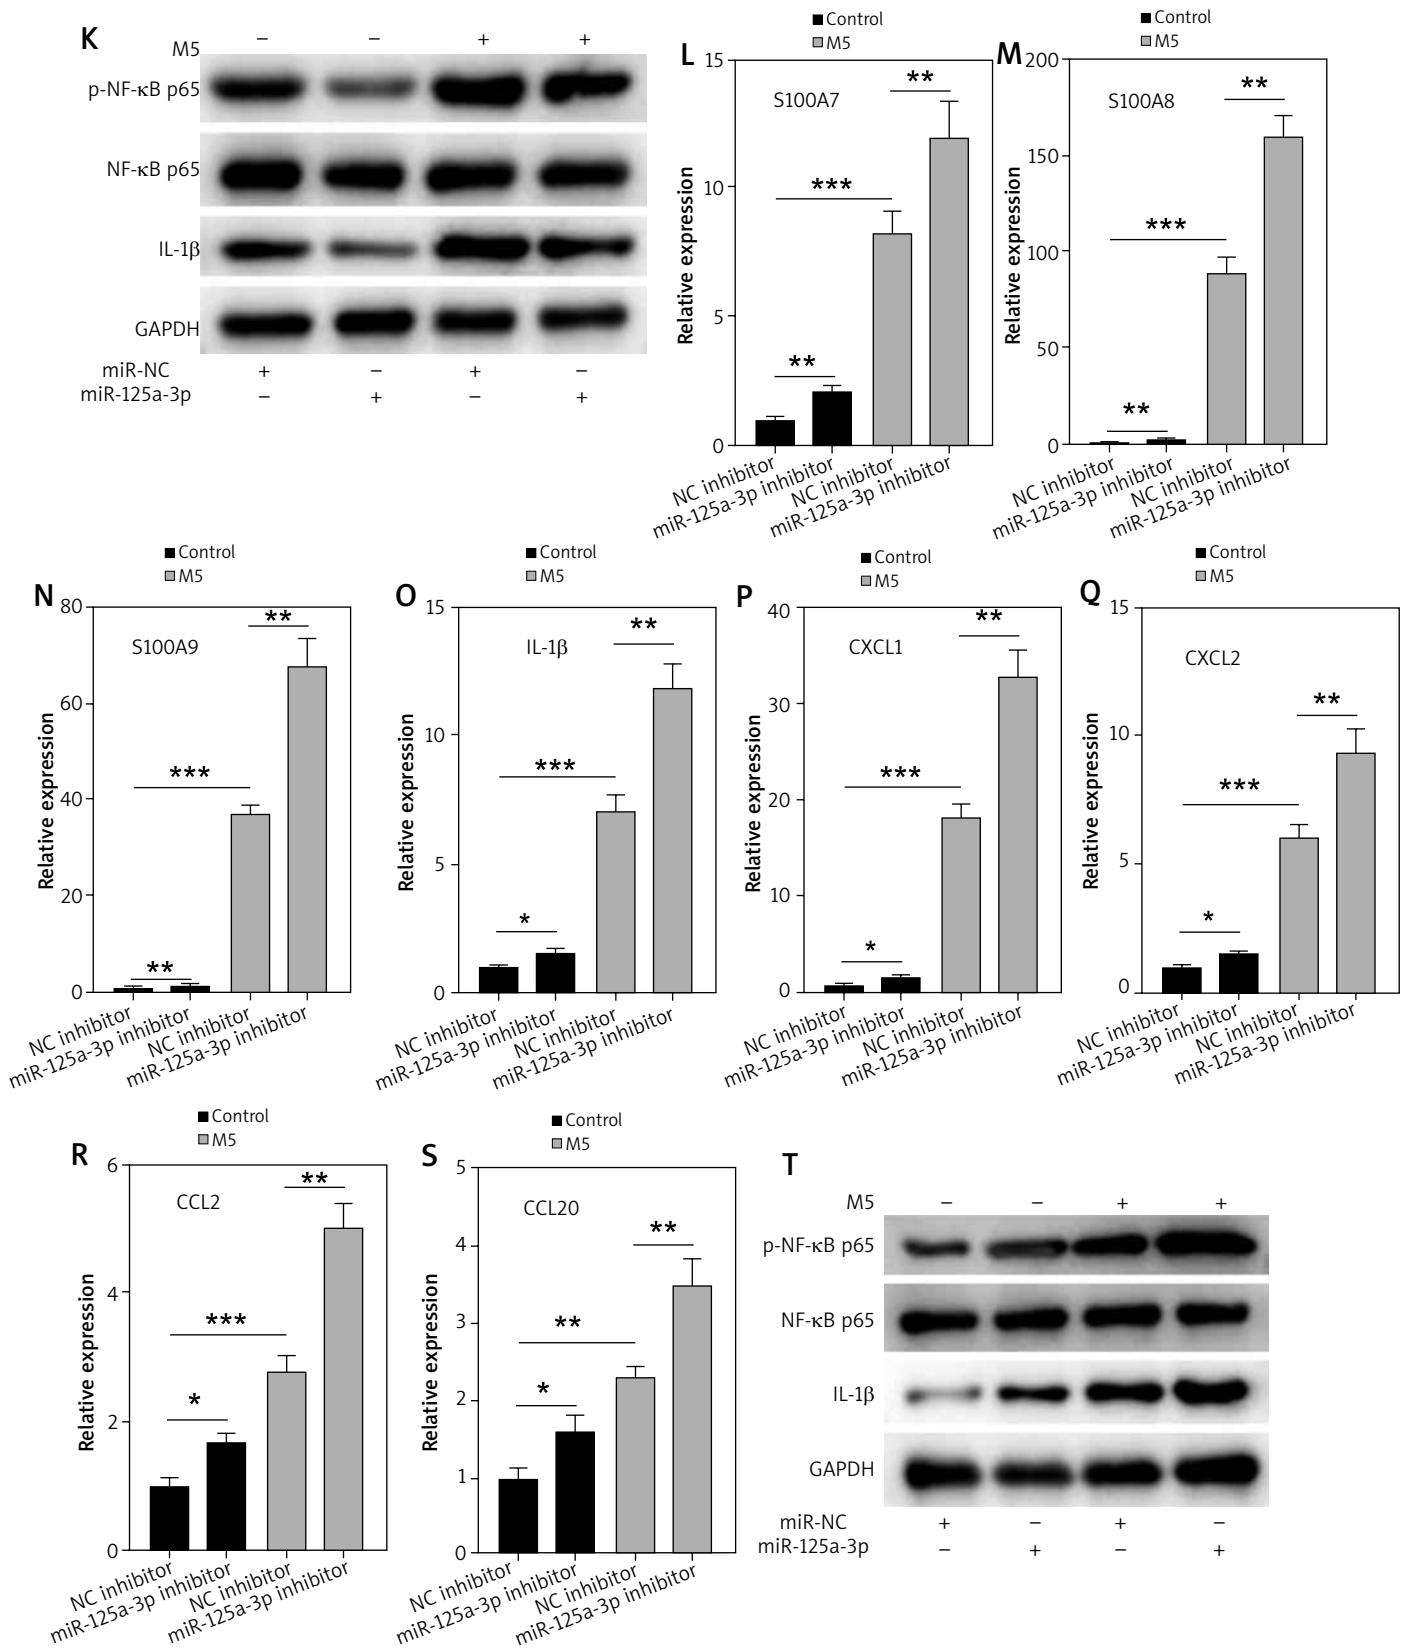 K
M5 – – + +
p-NF-κB p65
NF-κB p65
IL-1β
GAPDH
miR-NC + – + –
miR-125a-3p – + – +
Control
M5
L
15
10
5
0
Relative expression
S100A7
**
***
**
NC inhibitor
miR-125a-3p inhibitor
NC inhibitor
miR-125a-3p inhibitor
Control
M5
M
200
150
100
50
0
Relative expression
S100A8
**
***
**
NC inhibitor
miR-125a-3p inhibitor
NC inhibitor
miR-125a-3p inhibitor
Control
M5
N
80
60
40
20
0
Relative expression
S100A9
**
***
**
NC inhibitor
miR-125a-3p inhibitor
NC inhibitor
miR-125a-3p inhibitor
Control
M5
O
15
10
5
0
Relative expression
IL-1β
**
***
*
NC inhibitor
miR-125a-3p inhibitor
NC inhibitor
miR-125a-3p inhibitor
Control
M5
P
40
30
20
10
0
Relative expression
CXCL1
**
***
*
NC inhibitor
miR-125a-3p inhibitor
NC inhibitor
miR-125a-3p inhibitor
Control
M5
Q
15
10
5
0
Relative expression
CXCL2
**
***
*
NC inhibitor
miR-125a-3p inhibitor
NC inhibitor
miR-125a-3p inhibitor
Control
M5
R
6
4
2
0
Relative expression
CCL2
**
***
*
NC inhibitor
miR-125a-3p inhibitor
NC inhibitor
miR-125a-3p inhibitor
Control
M5
S
5
4
3
2
1
0
Relative expression
CCL20
**
**
*
NC inhibitor
miR-125a-3p inhibitor
NC inhibitor
miR-125a-3p inhibitor
T
M5 – – + +
p-NF-κB p65
NF-κB p65
IL-1β
GAPDH
miR-NC + – + –
miR-125a-3p – + – +